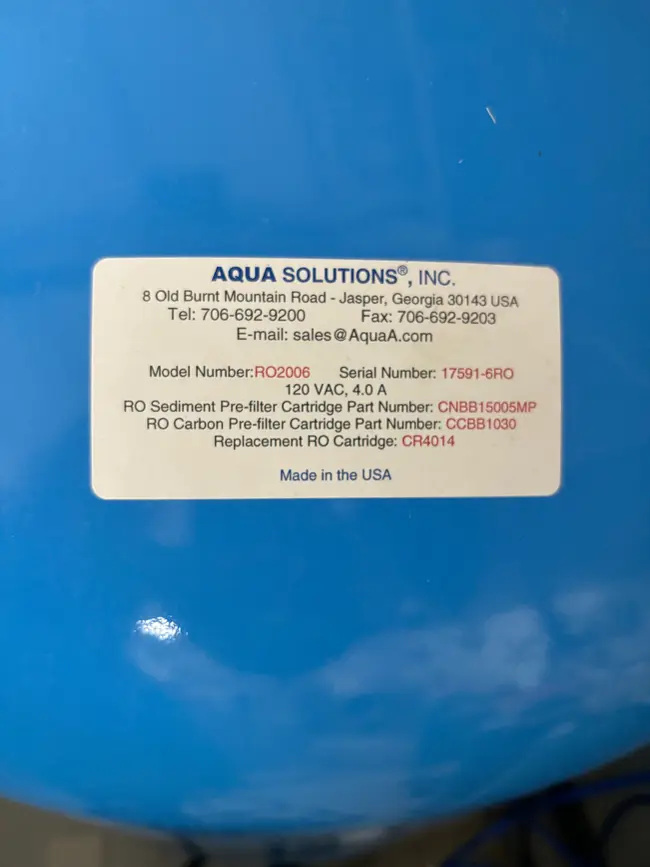 AQUA SOLUTIONS®, INC.
8 Old Burnt Mountain Road - Jasper, Georgia 30143 USA
Tel: 706-692-9200 Fax: 706-692-9203
E-mail: sales@AquaA.com
Model Number:RO2006 Serial Number: 17591-6RO
120 VAC, 4.0 A
RO Sediment Pre-filter Cartridge Part Number: CNBB15005MP
RO Carbon Pre-filter Cartridge Part Number: CCBB1030
Replacement RO Cartridge: CR4014
Made in the USA